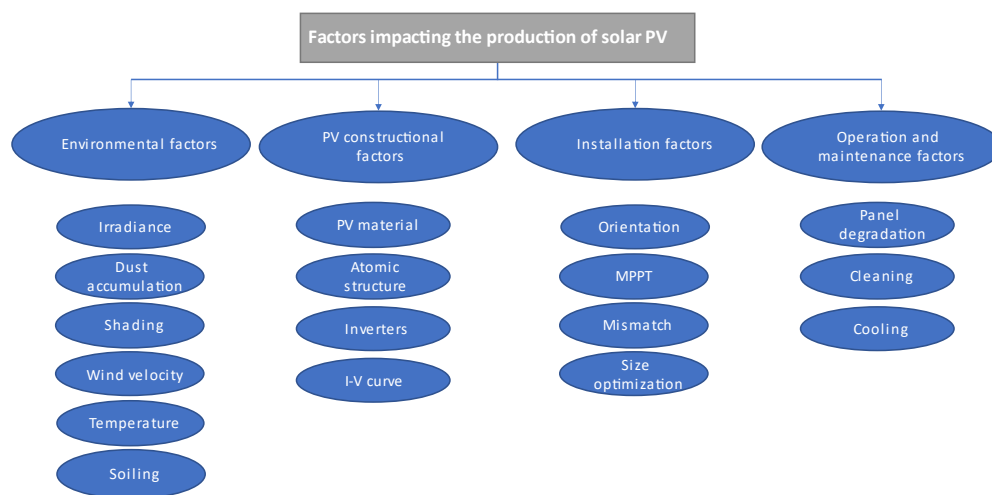 Factors impacting the production of solar PV
Environmental factors
PV constructional
factors
Installation factors
Operation and
maintenance factors
Irradiance
Dust
accumulation
Shading
Wind velocity
Temperature
Soiling
PV material
Atomic
structure
Inverters
I-V curve
Orientation
MPPT
Mismatch
Size
optimization
Panel
degradation
Cleaning
Cooling